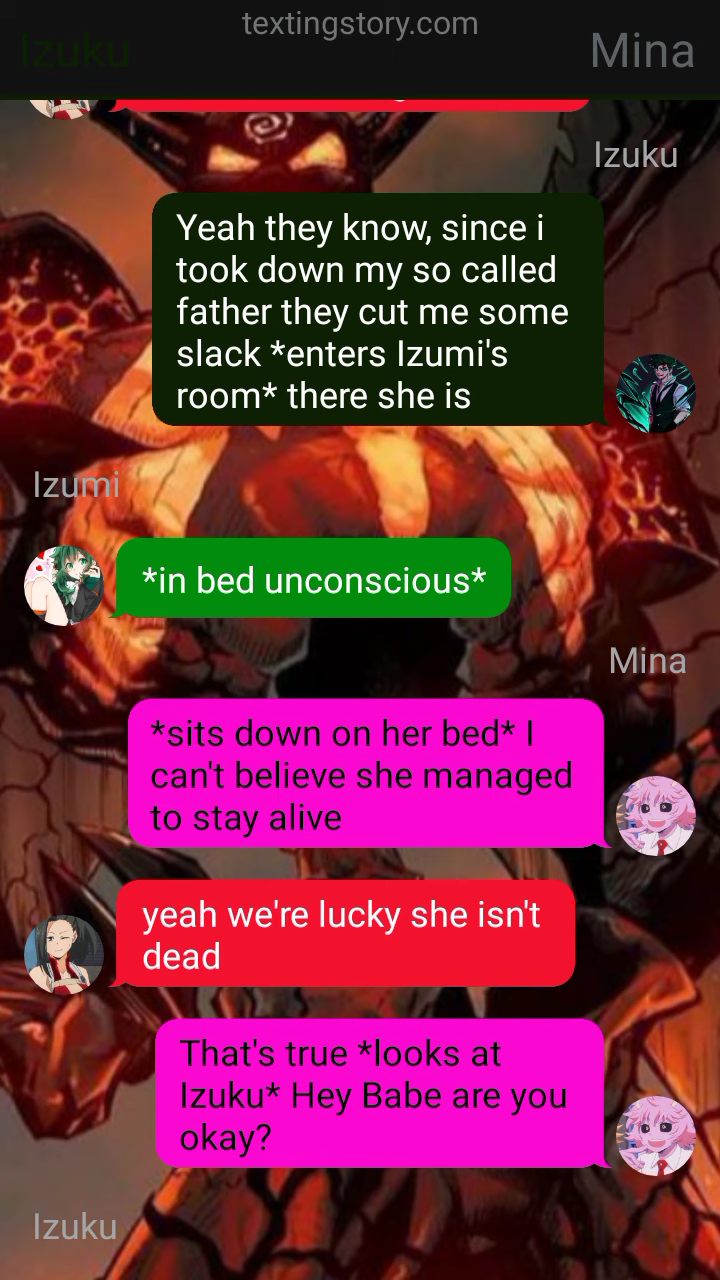 textingstory.com
Izuku
Mina
Izuku
Yeah they know, since i
took down my so called
father they cut me some
slack *enters Izumi's
room* there she is
Izumi
*in bed unconscious*
Mina
*sits down on her bed* I
can't believe she managed
to stay alive
yeah we're lucky she isn't
dead
That's true *looks at
Izuku* Hey Babe are you
okay?
Izuku